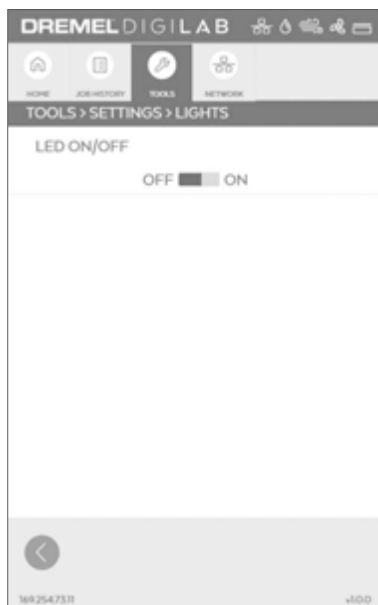 DREMEL DIGILAB
HOME JOB HISTORY TOOLS NETWORK
TOOLS > SETTINGS > LIGHTS
LED ON/OFF
OFF ON
169.254.73.11 v1.0.0